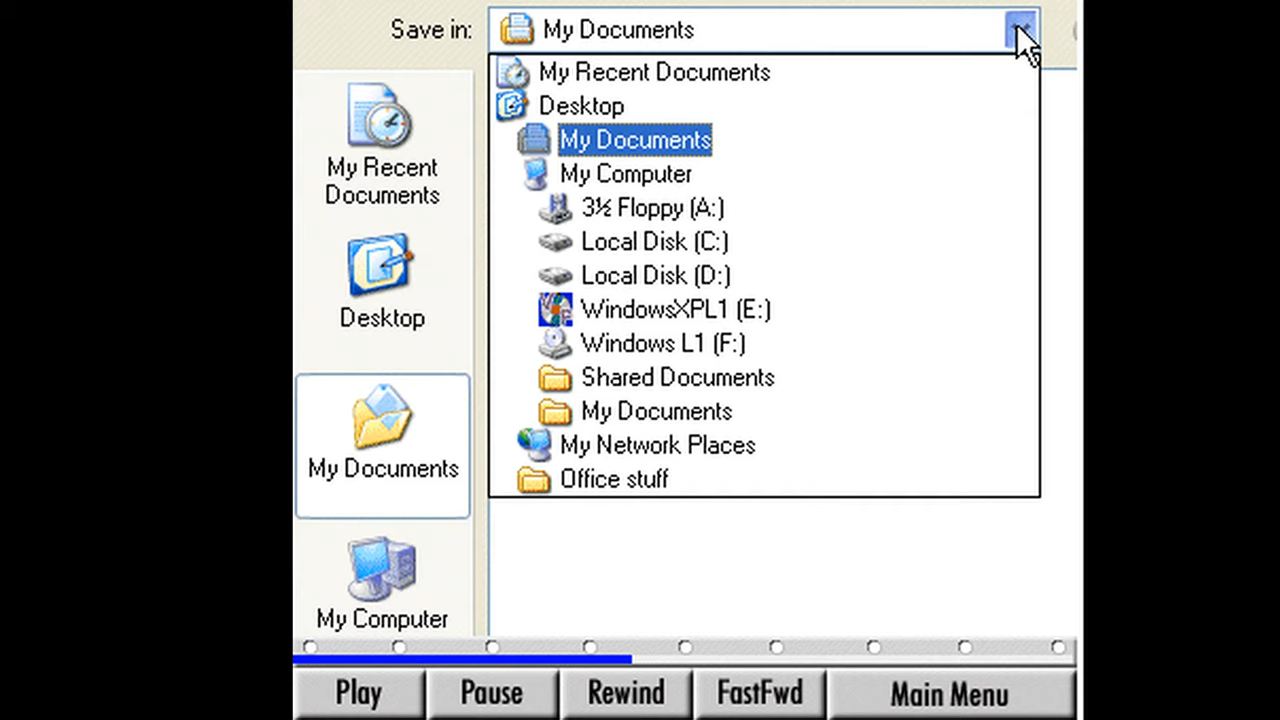 Save in:
My Documents
My Recent Documents
Desktop
My Documents
My Computer
3½ Floppy (A:)
Local Disk (C:)
Local Disk (D:)
WindowsXPL1 (E:)
Windows L1 (F:)
Shared Documents
My Documents
My Network Places
Office stuff
My Recent
Documents
Desktop
My Documents
My Computer
Play
Pause
Rewind
FastFwd
Main Menu